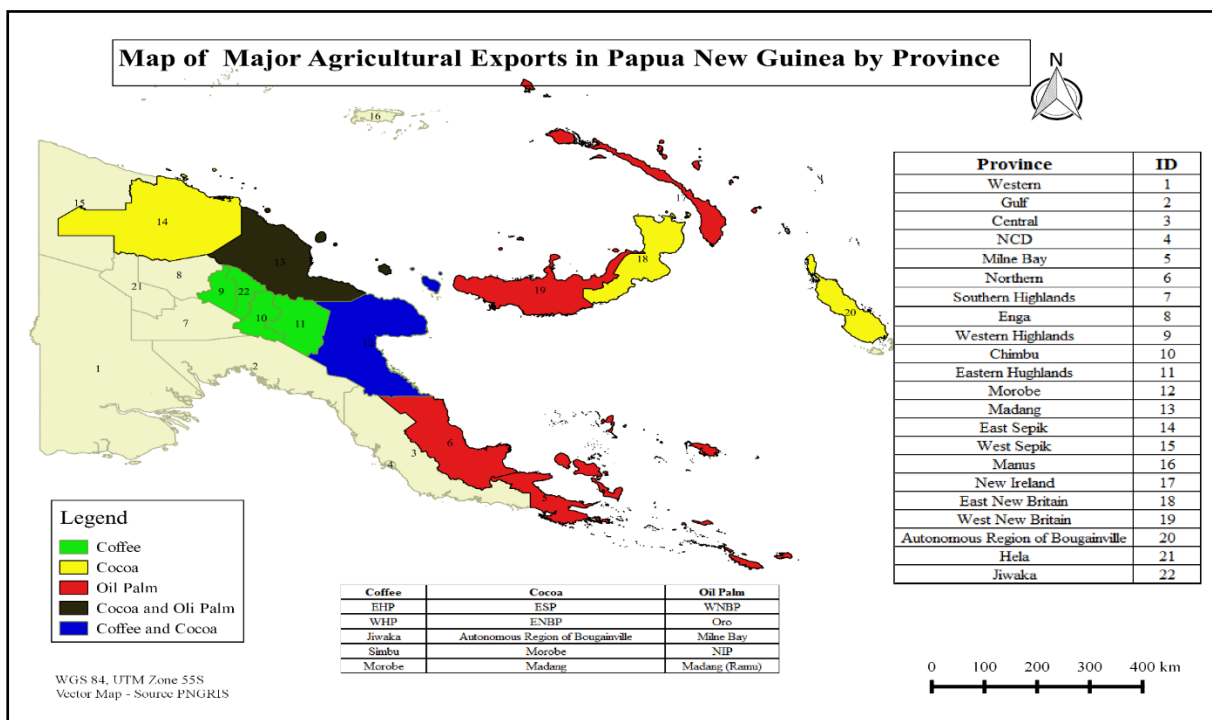 Map of Major Agricultural Exports in Papua New Guinea by Province
N
16
15
14
17
13
18
8
21
9
22
19
10
11
7
20
1
2
6
3
4
5
Province ID
Western 1
Gulf 2
Central 3
NCD 4
Milne Bay 5
Northern 6
Southern Highlands 7
Enga 8
Western Highlands 9
Chimbu 10
Eastern Hughlands 11
Morobe 12
Madang 13
East Sepik 14
West Sepik 15
Manus 16
New Ireland 17
East New Britain 18
West New Britain 19
Autonomous Region of Bougainville 20
Hela 21
Jiwaka 22
Legend
Coffee
Cocoa
Oil Palm
Cocoa and Oli Palm
Coffee and Cocoa
Coffee Cocoa Oil Palm
EHP ESP WNBP
WHP ENBP Oro
Jiwaka Autonomous Region of Bougainville Milne Bay
Simbu Morobe NIP
Morobe Madang Madang (Ramu)
WGS 84, UTM Zone 55S
Vector Map - Source PNGRIS
0 100 200 300 400 km